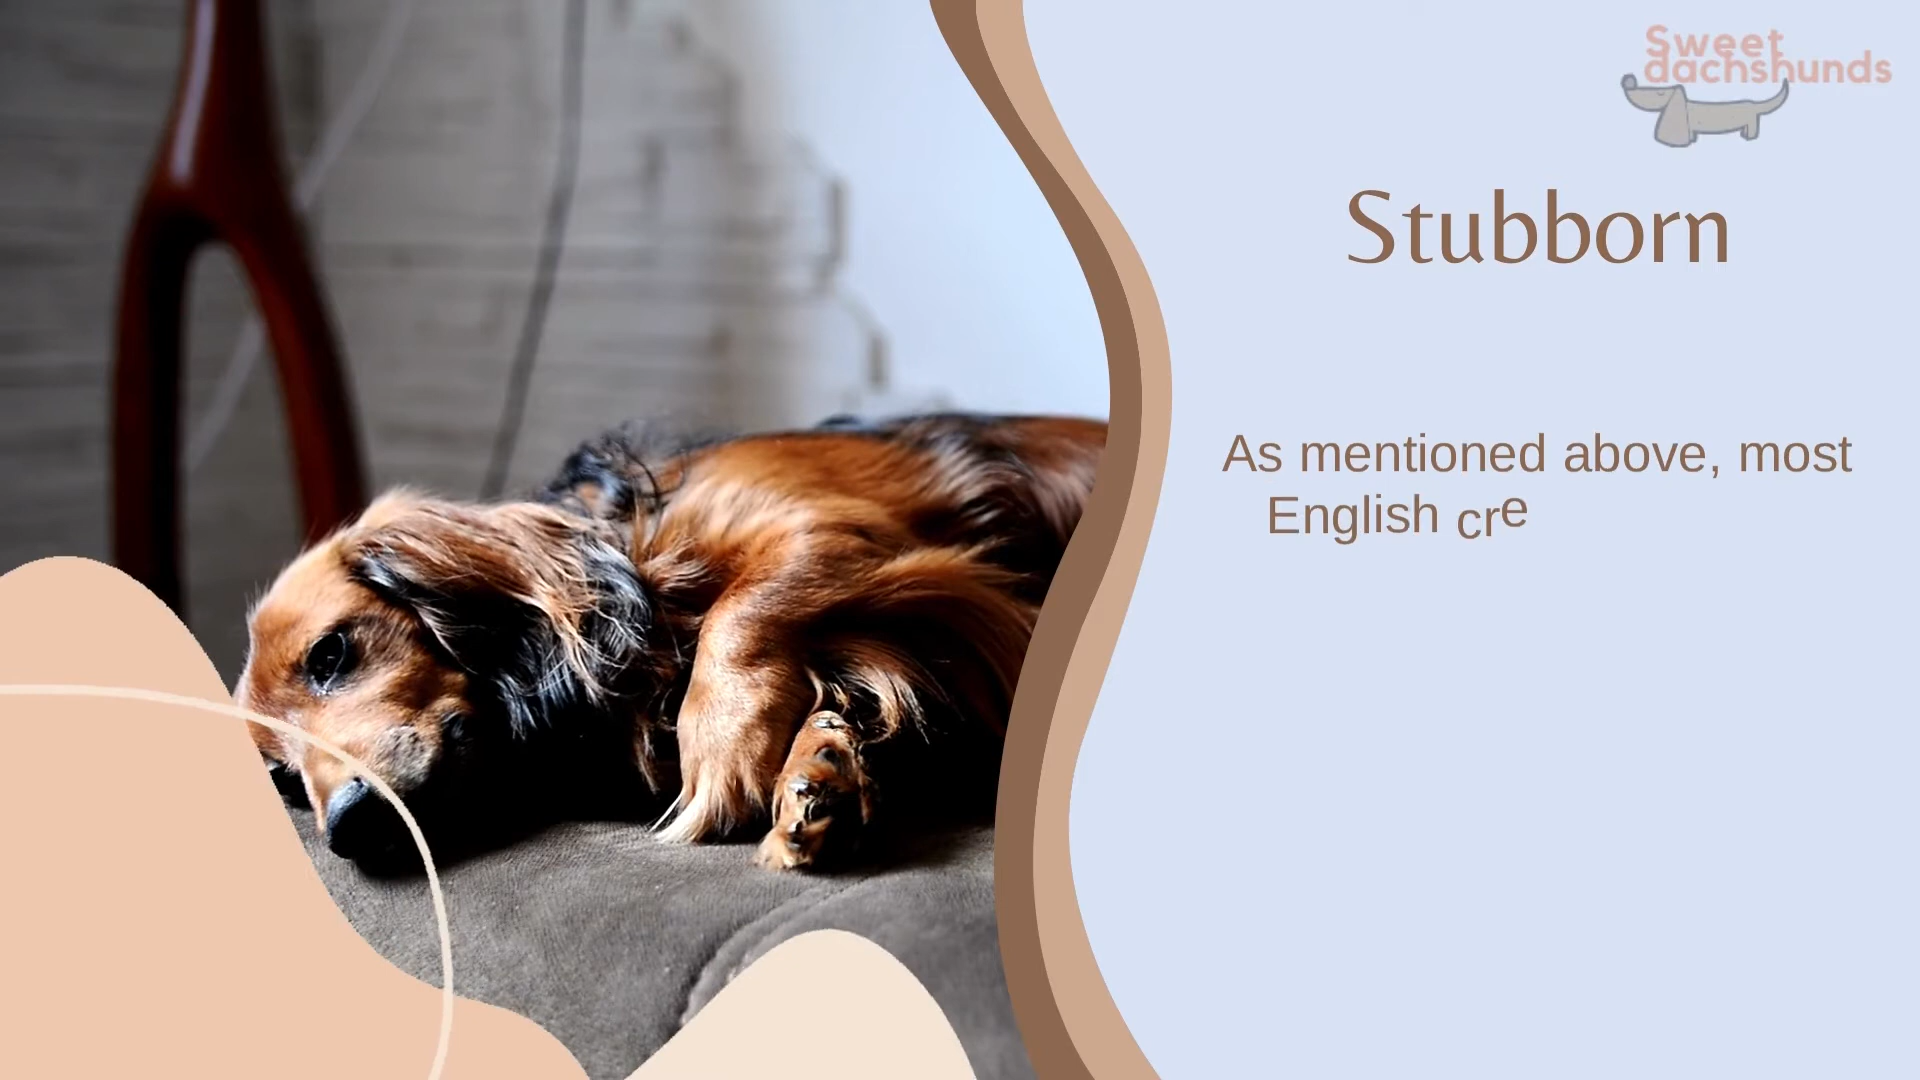 Sweet
dachshunds
Stubborn
As mentioned above, most
English cre